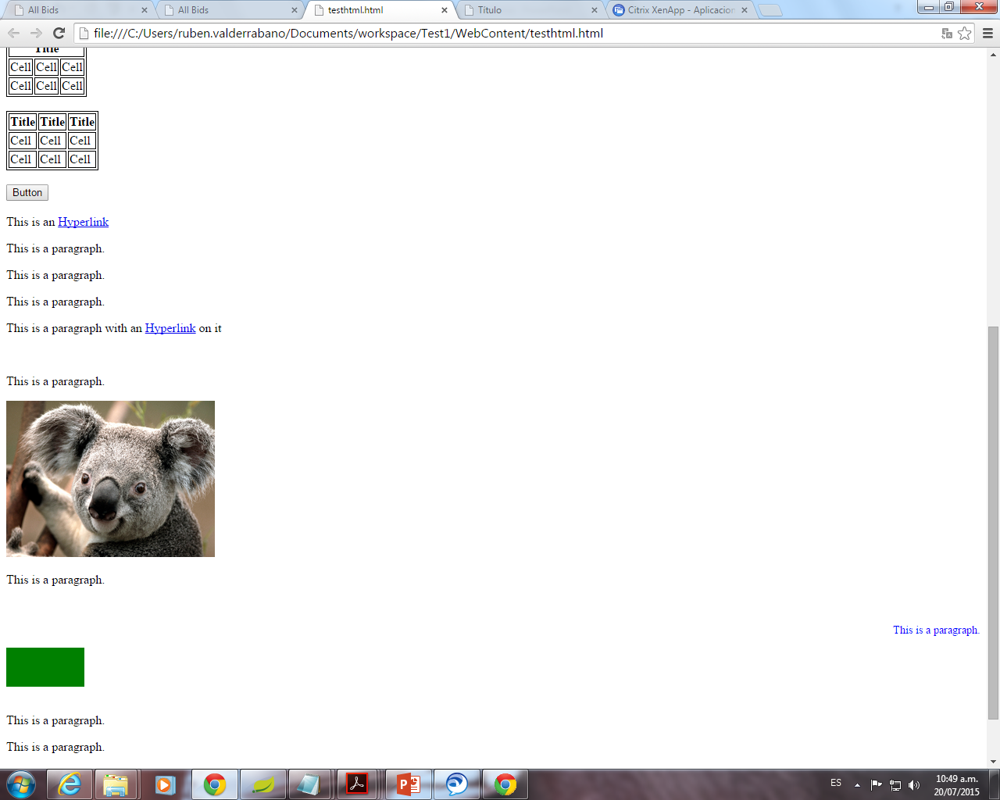 All Bids
All Bids
testhtml.html
Título
Citrix XenApp - Aplicacion
file:///C:/Users/ruben.valderrabano/Documents/workspace/Test1/WebContent/testhtml.html
Title
Cell Cell Cell
Cell Cell Cell
Title Title Title
Cell Cell Cell
Cell Cell Cell
Button
This is an Hyperlink
This is a paragraph.
This is a paragraph.
This is a paragraph.
This is a paragraph with an Hyperlink on it
This is a paragraph.
This is a paragraph.
This is a paragraph.
This is a paragraph.
This is a paragraph.
ES
10:49 a.m.
20/07/2015